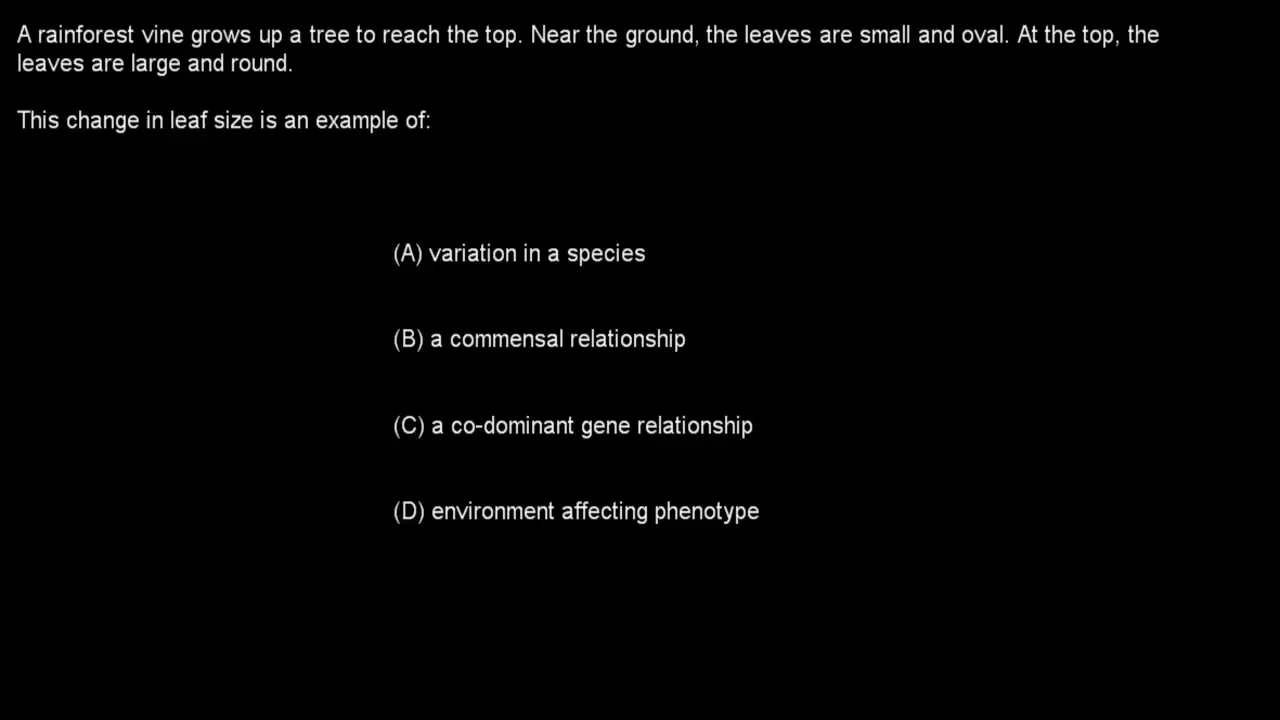 A rainforest vine grows up a tree to reach the top. Near the ground, the leaves are small and oval. At the top, the
leaves are large and round.
This change in leaf size is an example of:
(A) variation in a species
(B) a commensal relationship
(C) a co-dominant gene relationship
(D) environment affecting phenotype